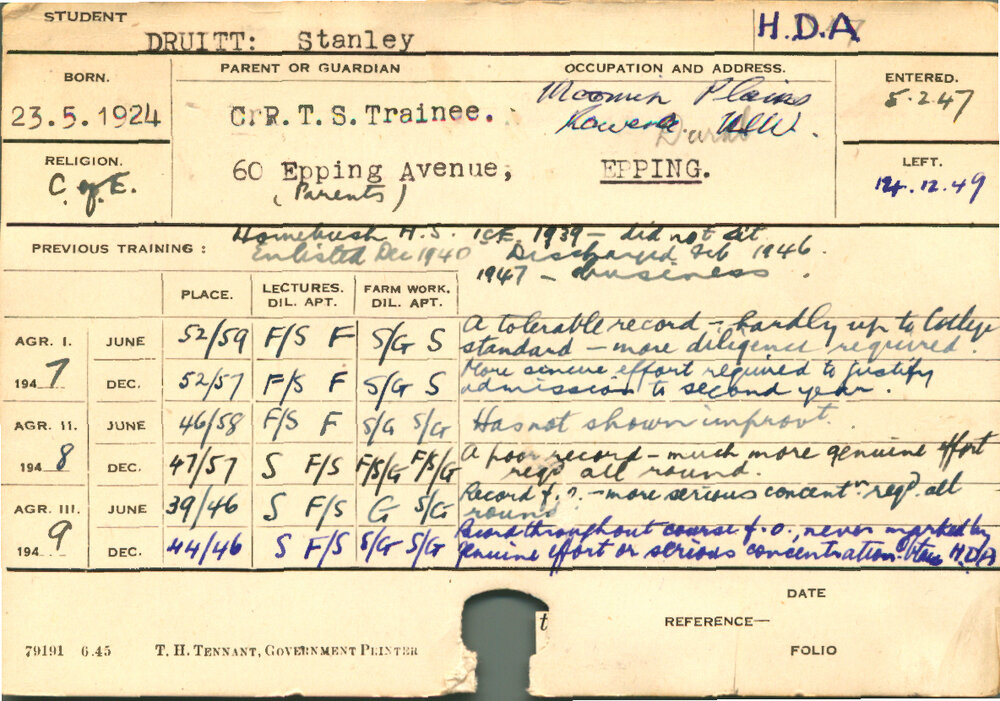 STUDENT
DRUITT: Stanley H.D.A
BORN. PARENT OR GUARDIAN OCCUPATION AND ADDRESS. ENTERED.
Moomin Plains 5.2.47
23.5.1924 C.R.T.S. Trainee. NSW.
RELIGION. 60 Epping Avenue, EPPING. LEFT.
C. of E. (Parents) 14.12.49
PREVIOUS TRAINING : Homebush H.S. 1939 - did not sit
Enlisted Dec 1940 Discharged Feb 1946.
1947 - business.
PLACE. LECTURES. DIL. APT. FARM WORK. DIL. APT.
AGR. I. JUNE 52/59 F/S F S/G S A tolerable record - hardly up to College
standard - more diligence required.
1947 DEC. 52/57 F/S F S/G S More sincere effort required to justify
admission to second year.
AGR. II. JUNE 46/58 F/S F S/G S/G Has not shown improvt.
1948 DEC. 47/57 S F/S F/S/G F/S/G A poor record - much more genuine effort
reqd all round.
AGR. III. JUNE 39/46 S F/S G S/G Record f.o. - more serious concentn reqd all
round
1949 DEC. 44/46 S F/S S/G S/G Record throughout course f.o., never marked by
genuine effort or serious concentration. H.D.A
DATE
REFERENCE—
t
79191 6.45 T. H. TENNANT, GOVERNMENT PRINTER FOLIO